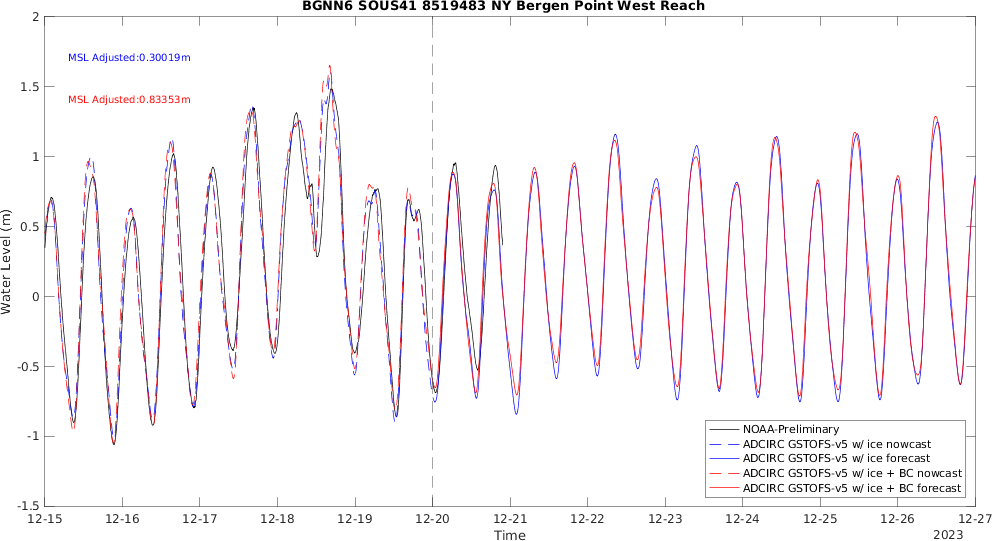 BGNN6 SOUS41 8519483 NY Bergen Point West Reach
2
1.5
1
0.5
0
-0.5
-1
-1.5
Water Level (m)
MSL Adjusted:0.30019m
MSL Adjusted:0.83353m
NOAA-Preliminary
ADCIRC GSTOFS-v5 w/ ice nowcast
ADCIRC GSTOFS-v5 w/ ice forecast
ADCIRC GSTOFS-v5 w/ ice + BC nowcast
ADCIRC GSTOFS-v5 w/ ice + BC forecast
12-15 12-16 12-17 12-18 12-19 12-20 12-21 12-22 12-23 12-24 12-25 12-26 12-27
Time
2023